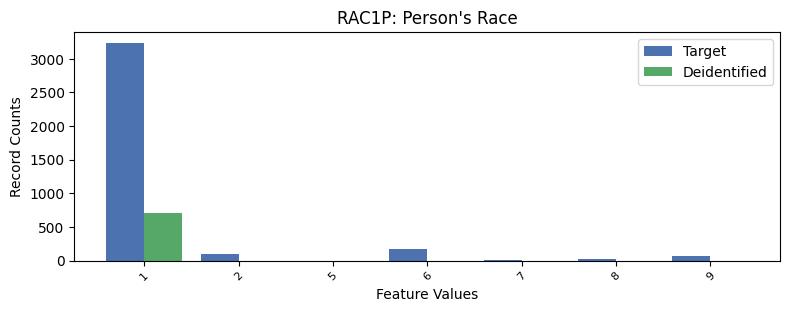 RAC1P: Person's Race
Target
Deidentified
Record Counts
3000
2500
2000
1500
1000
500
0
1 2 5 6 7 8 9
Feature Values